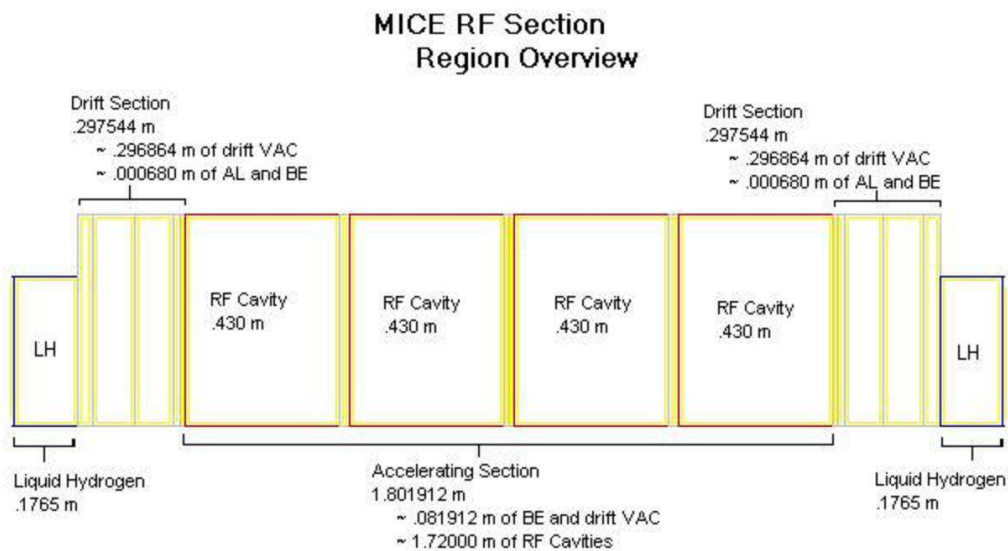 MICE RF Section
Region Overview
Drift Section
.297544 m
~ .296864 m of drift VAC
~ .000680 m of AL and BE
Drift Section
.297544 m
~ .296864 m of drift VAC
~ .000680 m of AL and BE
LH
RF Cavity
.430 m
RF Cavity
.430 m
RF Cavity
.430 m
RF Cavity
.430 m
LH
Liquid Hydrogen
.1765 m
Accelerating Section
1.801912 m
~ .081912 m of BE and drift VAC
~ 1.72000 m of RF Cavities
Liquid Hydrogen
.1765 m